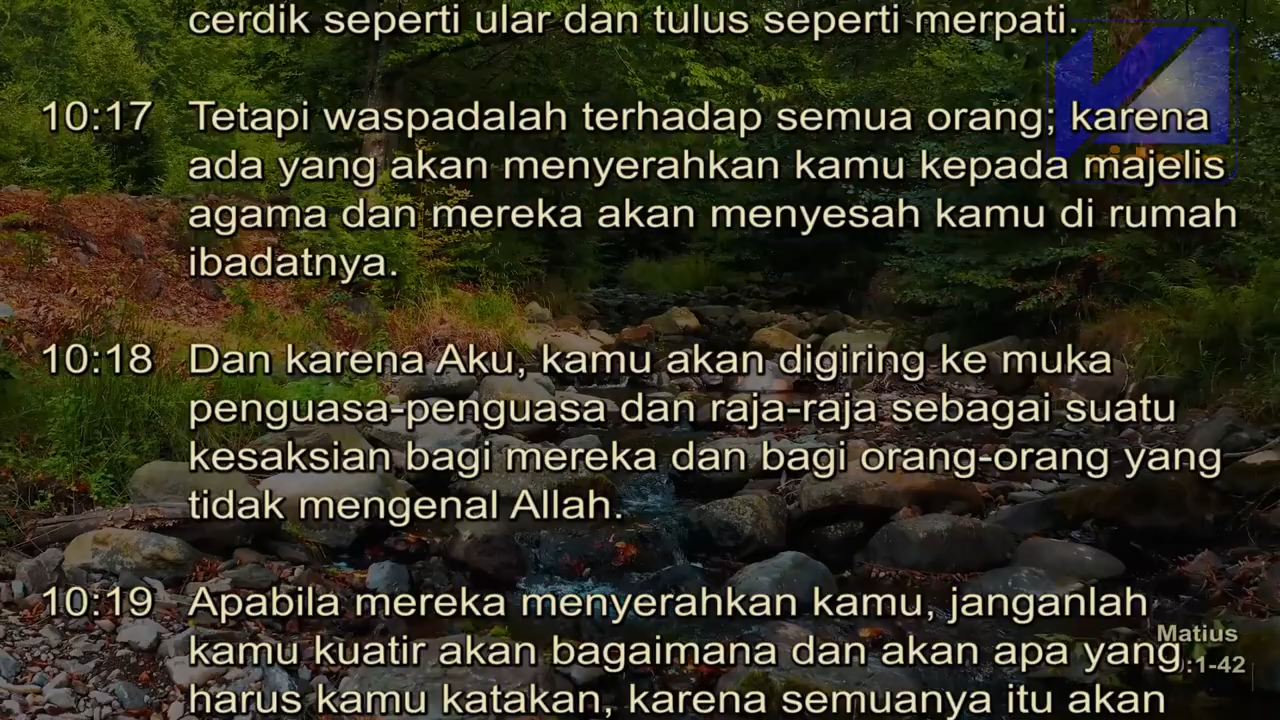 cerdik seperti ular dan tulus seperti merpati.
10:17 Tetapi waspadalah terhadap semua orang; karena
ada yang akan menyerahkan kamu kepada majelis
agama dan mereka akan menyesah kamu di rumah
ibadatnya.
10:18 Dan karena Aku, kamu akan digiring ke muka
penguasa-penguasa dan raja-raja sebagai suatu
kesaksian bagi mereka dan bagi orang-orang yang
tidak mengenal Allah.
10:19 Apabila mereka menyerahkan kamu, janganlah
kamu kuatir akan bagaimana dan akan apa yang
harus kamu katakan, karena semuanya itu akan
Matius
:1-42